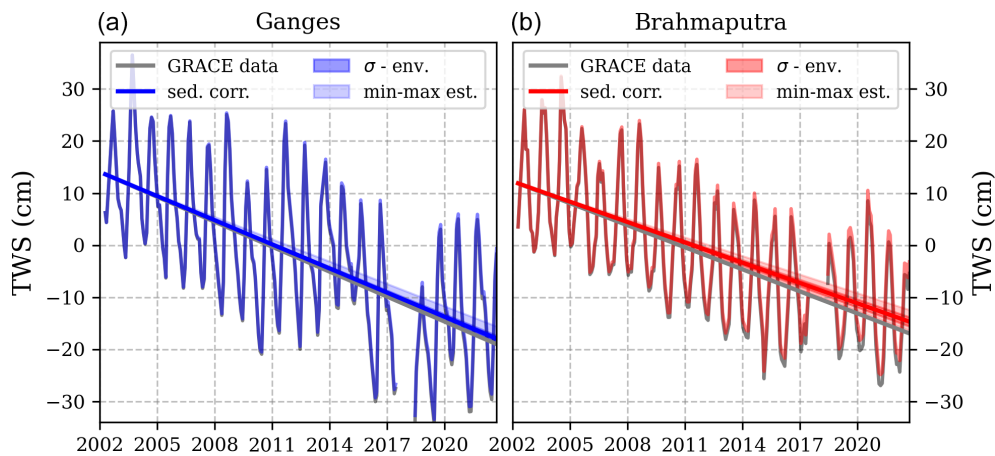 (a) Ganges
(b) Brahmaputra
GRACE data
sed. corr.
σ - env.
min-max est.
GRACE data
sed. corr.
σ - env.
min-max est.
TWS (cm)
30
20
10
0
−10
−20
−30
2002 2005 2008 2011 2014 2017 2020
2002 2005 2008 2011 2014 2017 2020
30
20
10
0
−10
−20
−30
TWS (cm)